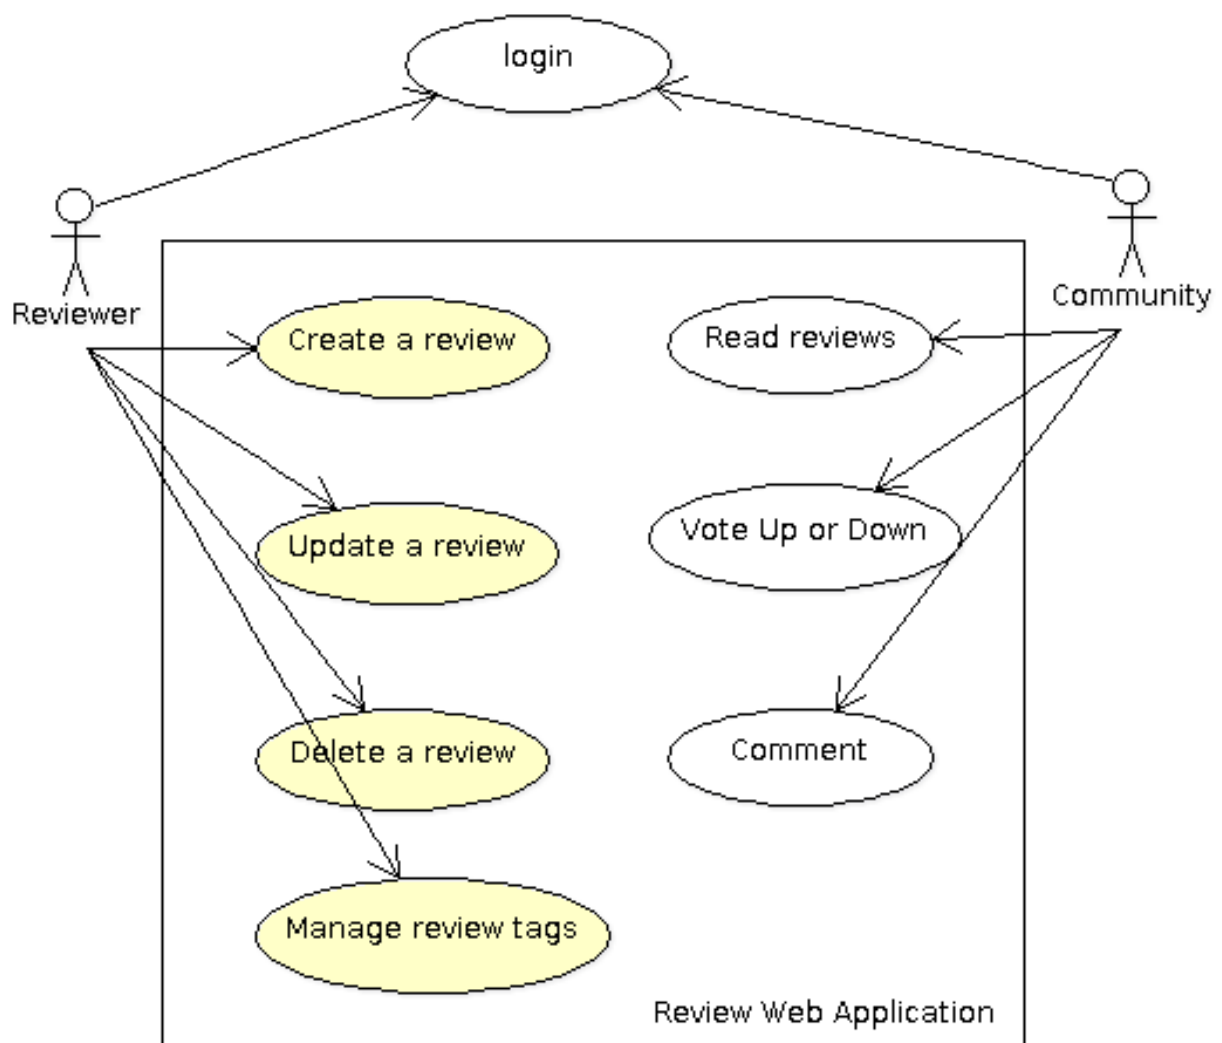 login
Reviewer
Community
Create a review
Read reviews
Update a review
Vote Up or Down
Delete a review
Comment
Manage review tags
Review Web Application